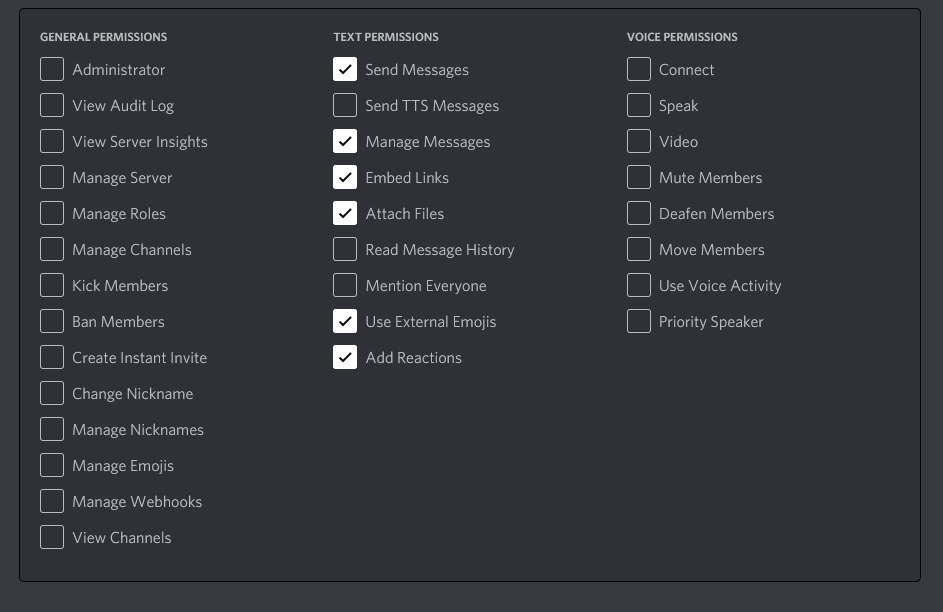 GENERAL PERMISSIONS
Administrator
View Audit Log
View Server Insights
Manage Server
Manage Roles
Manage Channels
Kick Members
Ban Members
Create Instant Invite
Change Nickname
Manage Nicknames
Manage Emojis
Manage Webhooks
View Channels
TEXT PERMISSIONS
Send Messages
Send TTS Messages
Manage Messages
Embed Links
Attach Files
Read Message History
Mention Everyone
Use External Emojis
Add Reactions
VOICE PERMISSIONS
Connect
Speak
Video
Mute Members
Deafen Members
Move Members
Use Voice Activity
Priority Speaker